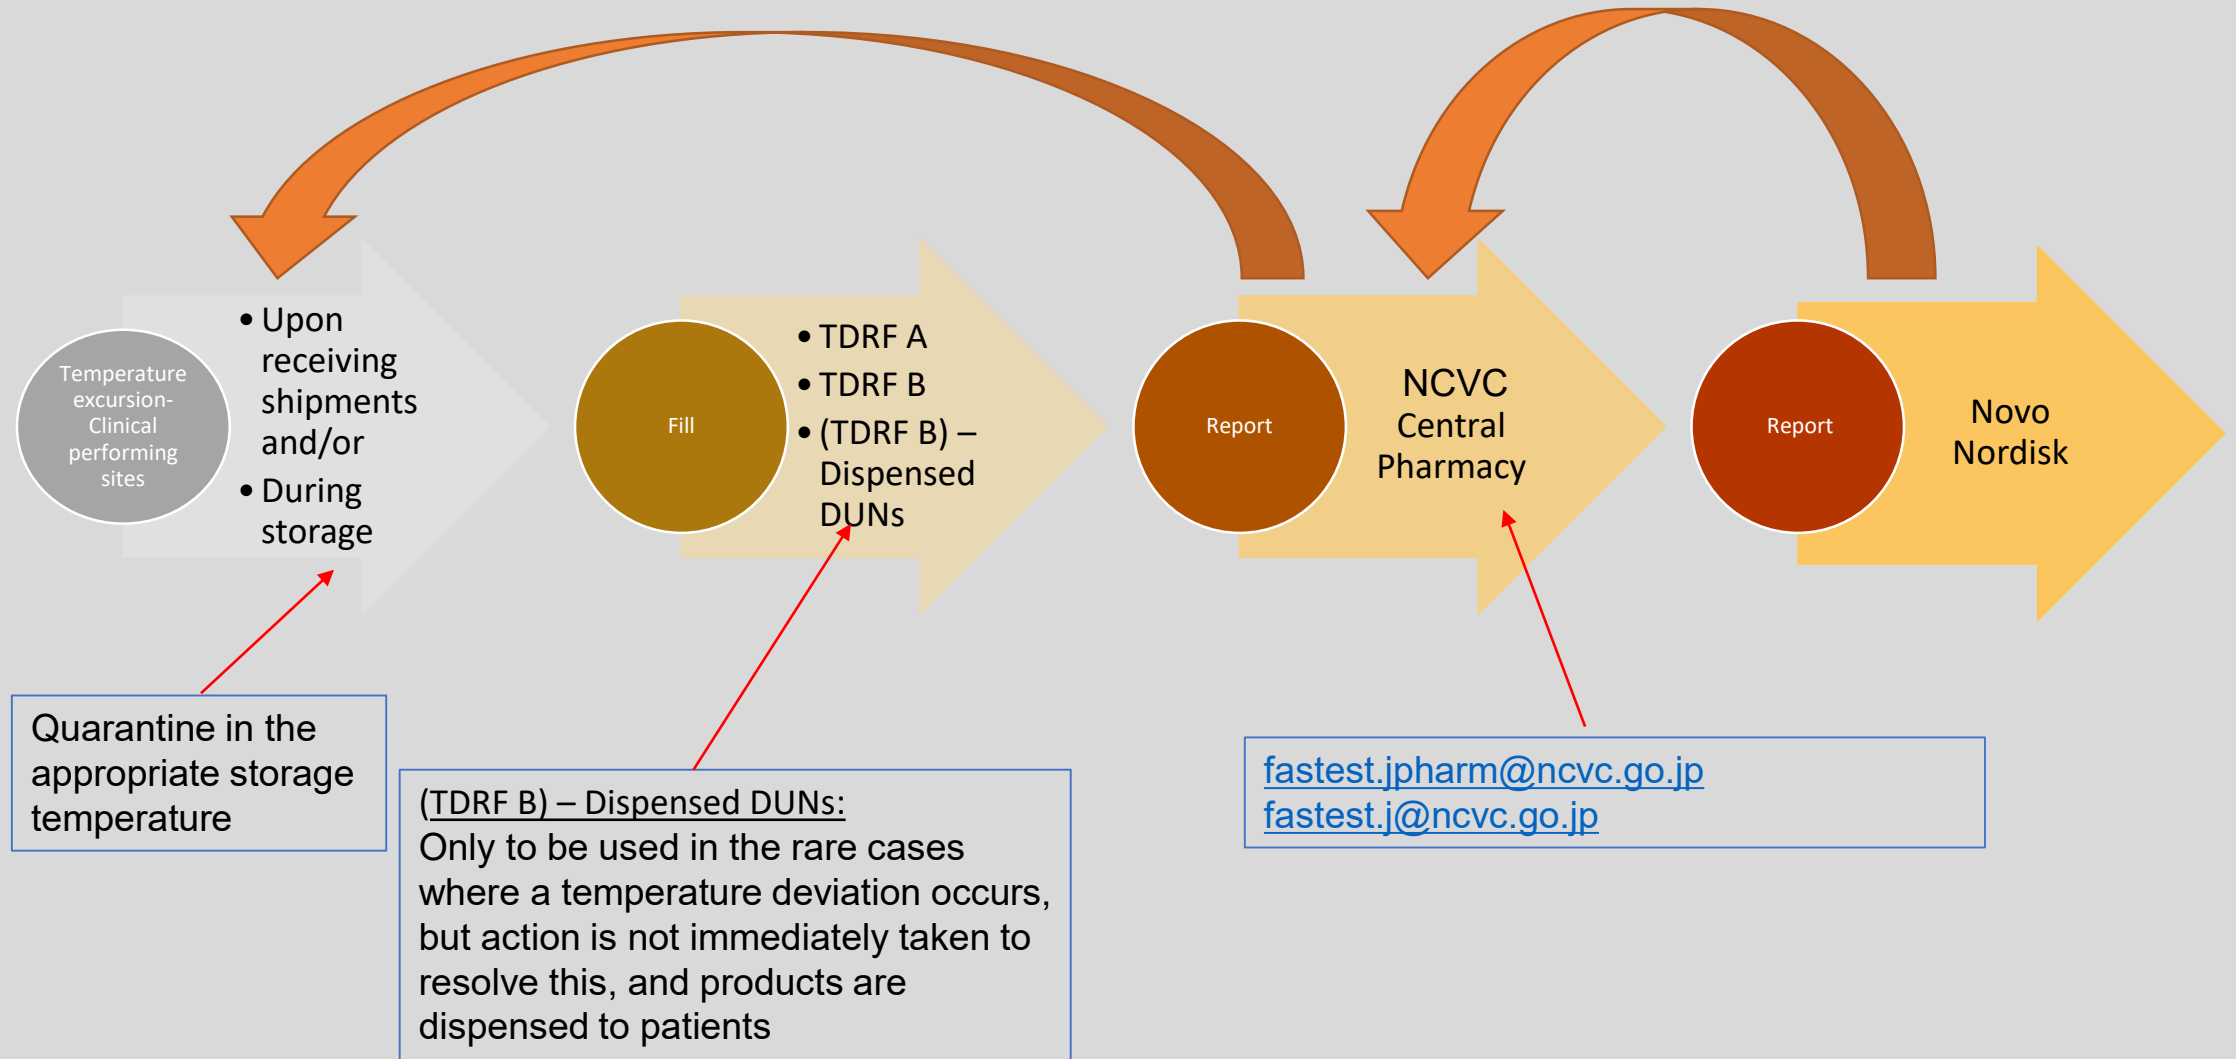 Temperature
excursion-
Clinical
performing
sites
• Upon
receiving
shipments
and/or
• During
storage
Fill
• TDRF A
• TDRF B
• (TDRF B) –
Dispensed
DUNs
Report
NCVC
Central
Pharmacy
Report
Novo
Nordisk
Quarantine in the
appropriate storage
temperature
(TDRF B) – Dispensed DUNs:
Only to be used in the rare cases
where a temperature deviation occurs,
but action is not immediately taken to
resolve this, and products are
dispensed to patients
fastest.jpharm@ncvc.go.jp
fastest.j@ncvc.go.jp